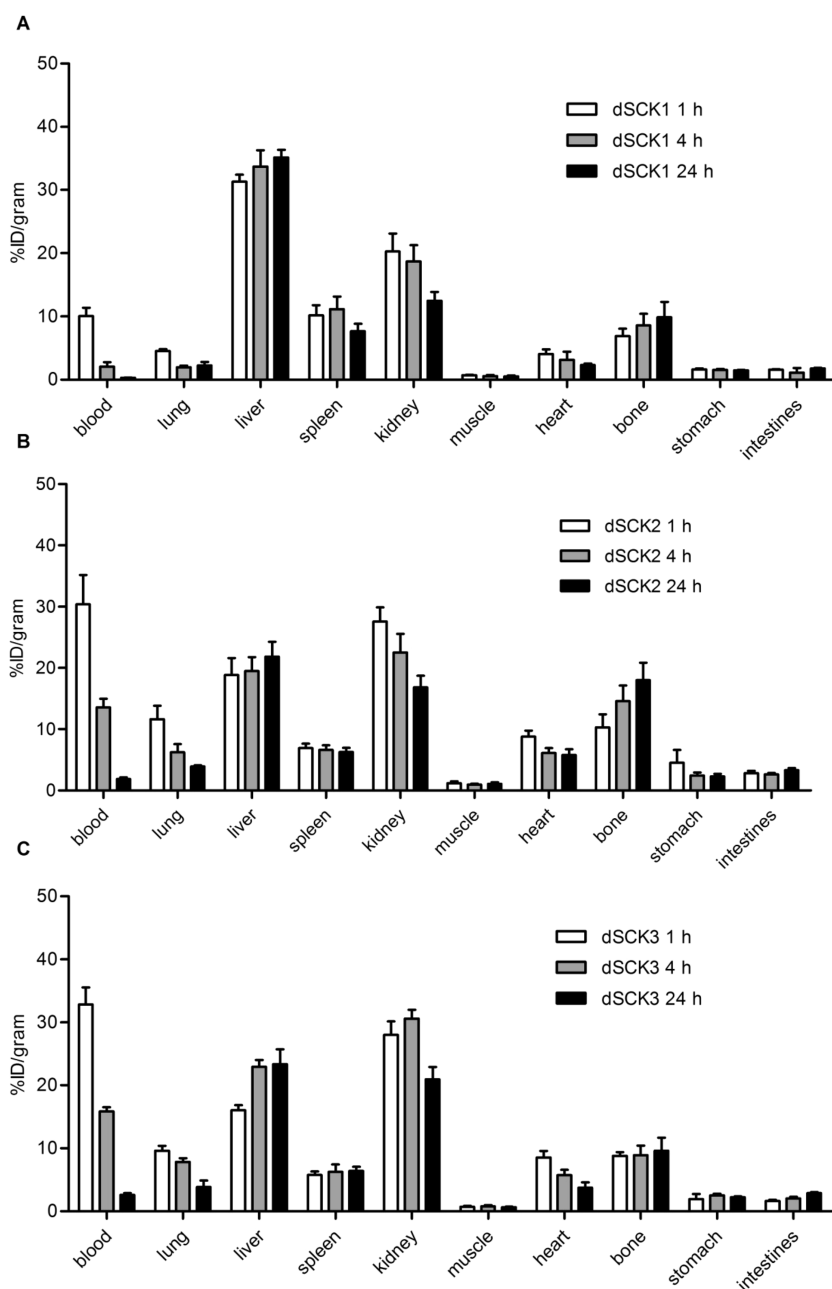 A
50
40
30
20
10
0
%ID/gram
dSCK1 1 h
dSCK1 4 h
dSCK1 24 h
blood
lung
liver
spleen
kidney
muscle
heart
bone
stomach
intestines
B
50
40
30
20
10
0
%ID/gram
dSCK2 1 h
dSCK2 4 h
dSCK2 24 h
blood
lung
liver
spleen
kidney
muscle
heart
bone
stomach
intestines
C
50
40
30
20
10
0
%ID/gram
dSCK3 1 h
dSCK3 4 h
dSCK3 24 h
blood
lung
liver
spleen
kidney
muscle
heart
bone
stomach
intestines